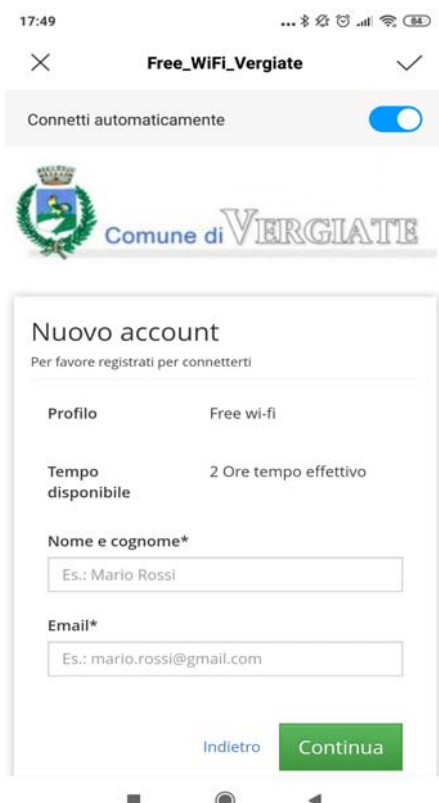 17:49
84
Free_WiFi_Vergiate
Connetti automaticamente
Comune di VERGIATE
Nuovo account
Per favore registrati per connetterti
Profilo Free wi-fi
Tempo disponibile 2 Ore tempo effettivo
Nome e cognome*
Es.: Mario Rossi
Email*
Es.: mario.rossi@gmail.com
Indietro Continua